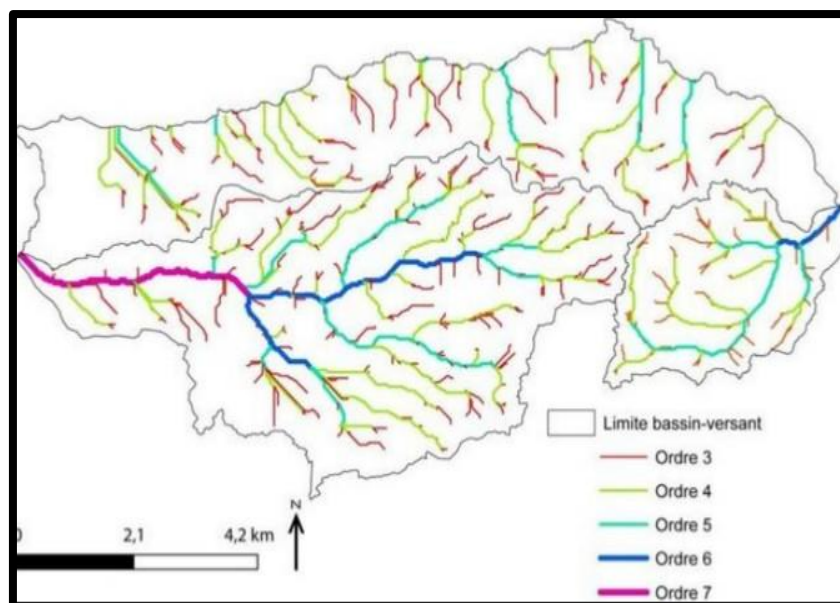 Limite bassin-versant
Ordre 3
Ordre 4
Ordre 5
Ordre 6
Ordre 7
0 2,1 4,2 km
N